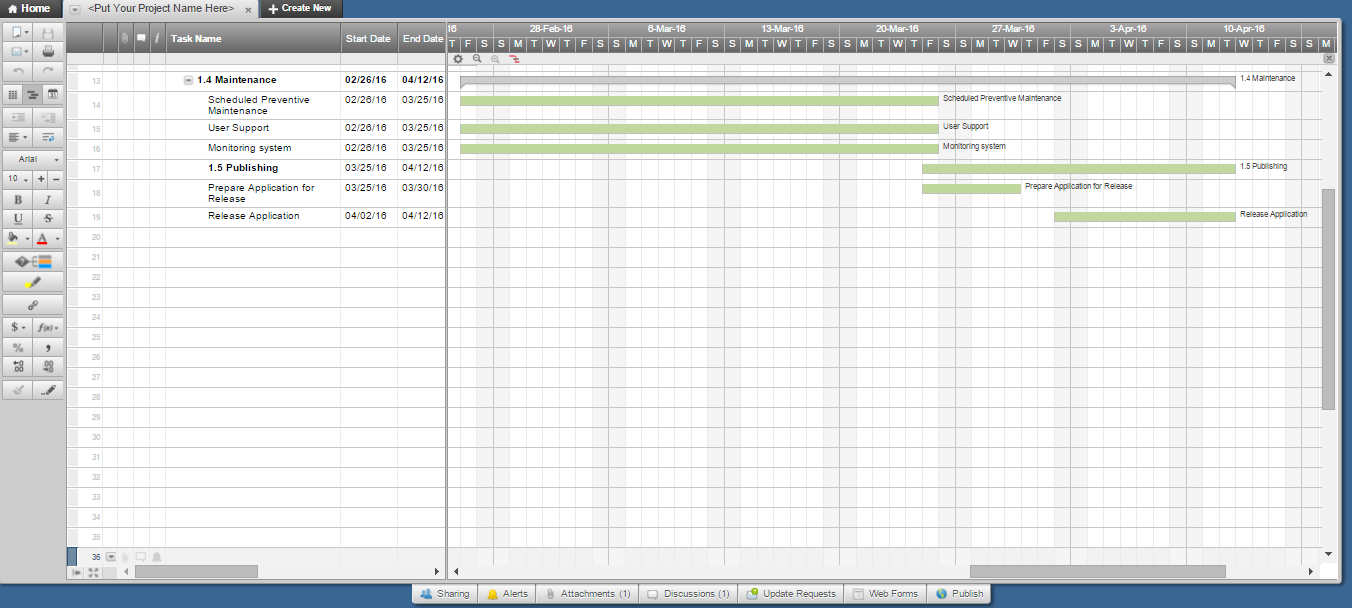 Home
<Put Your Project Name Here>
Create New
Task Name
Start Date
End Date
16
28-Feb-16
6-Mar-16
13-Mar-16
20-Mar-16
27-Mar-16
3-Apr-16
10-Apr-16
T F S S M T W T F S S M T W T F S S M T W T F S S M T W T F S S M T W T F S S M T W T F S S M T W T F S S M
13 1.4 Maintenance 02/26/16 04/12/16 1.4 Maintenance
14 Scheduled Preventive 02/26/16 03/25/16 Scheduled Preventive Maintenance
Maintenance
15 User Support 02/26/16 03/25/16 User Support
16 Monitoring system 02/26/16 03/25/16 Monitoring system
17 1.5 Publishing 03/25/16 04/12/16 1.5 Publishing
18 Prepare Application for 03/25/16 03/30/16 Prepare Application for Release
Release
19 Release Application 04/02/16 04/12/16 Release Application
20
21
22
23
24
25
26
27
28
29
30
31
32
33
34
35
36
Arial
10
B I
U S
A
$ f(x)
%
Sharing
Alerts
Attachments (1)
Discussions (1)
Update Requests
Web Forms
Publish